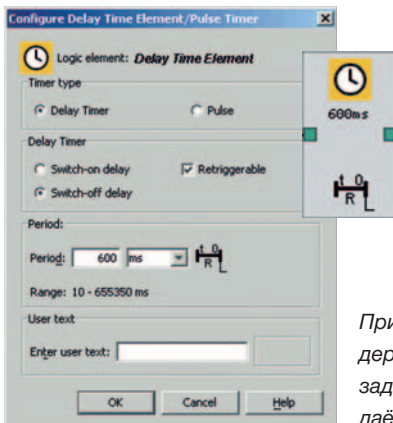 Configure Delay Time Element/Pulse Timer
Logic element: Delay Time Element
Timer type
Delay Timer
Pulse
Delay Timer
Switch-on delay
Retriggerable
Switch-off delay
Period:
Period: 600 ms
t 0
R
Range: 10 - 655350 ms
User text
Enter user text:
OK Cancel Help
600ms
t 0
R
При
дер
зад
даё